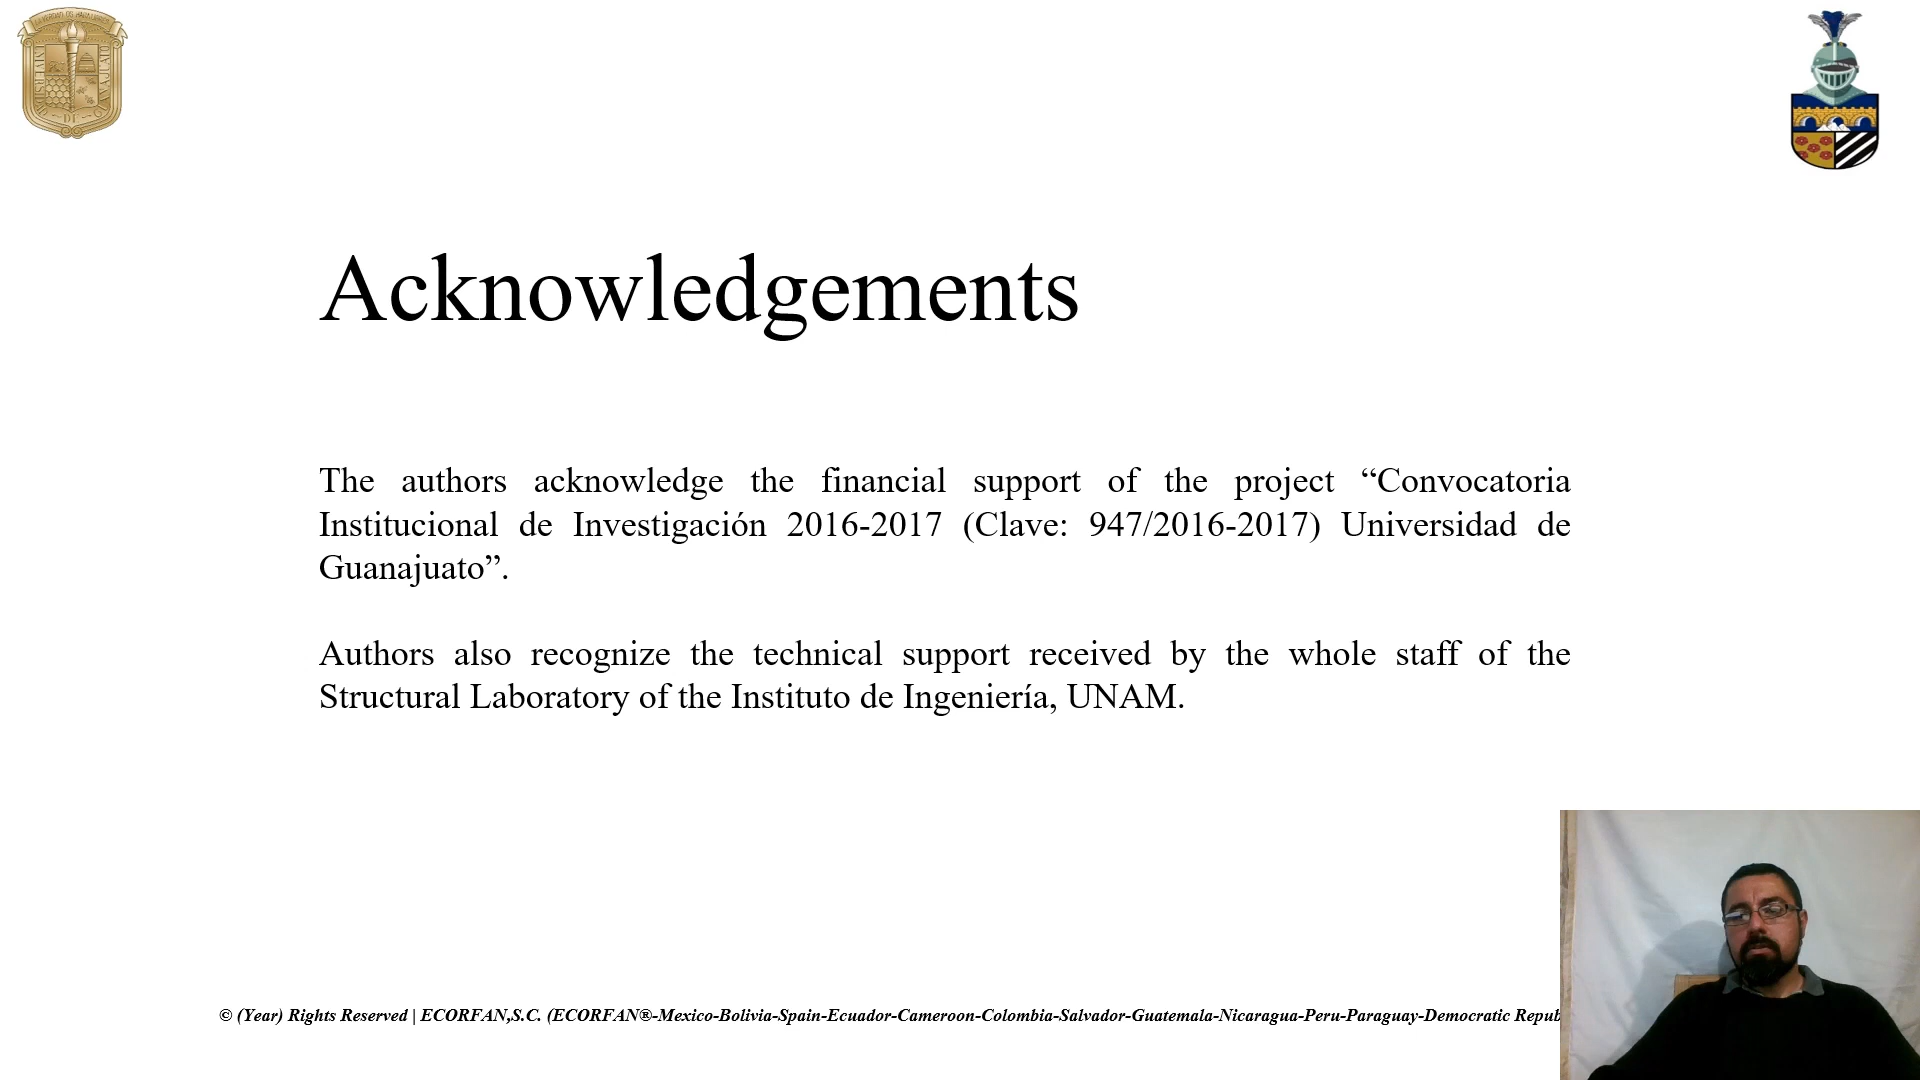 Acknowledgements
The authors acknowledge the financial support of the project “Convocatoria
Institucional de Investigación 2016-2017 (Clave: 947/2016-2017) Universidad de
Guanajuato”.
Authors also recognize the technical support received by the whole staff of the
Structural Laboratory of the Instituto de Ingeniería, UNAM.
© (Year) Rights Reserved | ECORFAN,S.C. (ECORFAN®-Mexico-Bolivia-Spain-Ecuador-Cameroon-Colombia-Salvador-Guatemala-Nicaragua-Peru-Paraguay-Democratic